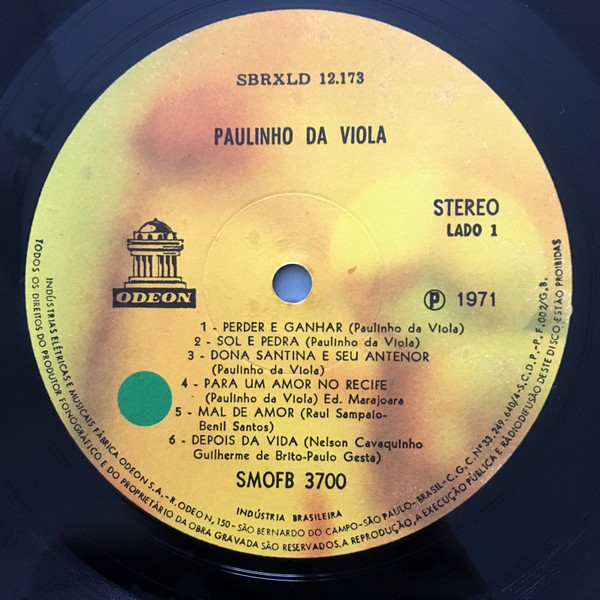 SBRXLD 12.173
PAULINHO DA VIOLA
STEREO
LADO 1
ODEON
℗ 1971
1 - PERDER E GANHAR (Paulinho da Viola)
2 - SOL E PEDRA (Paulinho da Viola)
3 - DONA SANTINA E SEU ANTENOR
(Paulinho da Viola)
4 - PARA UM AMOR NO RECIFE
(Paulinho da Viola) Ed. Marajoara
5 - MAL DE AMOR (Raul Sampaio-
Benil Santos)
6 - DEPOIS DA VIDA (Nelson Cavaquinho
Guilherme de Brito-Paulo Gesta)
SMOFB 3700
INDÚSTRIA BRASILEIRA
INDÚSTRIAS ELÉTRICAS E MUSICAIS FÁBRICA ODEON S.A.-R. ODEON, 150-SÃO BERNARDO DO CAMPO-SÃO PAULO-BRASIL-C.G.C. Nº 33.249.640/4-S.C.D.P.-P.F.002/G.B.
TODOS OS DIREITOS DO PRODUTOR FONOGRÁFICO E DO PROPRIETÁRIO DA OBRA GRAVADA SÃO RESERVADOS. A REPRODUÇÃO, A EXECUÇÃO PÚBLICA E RÁDIODIFUSÃO DESTE DISCO ESTÃO PROIBIDAS